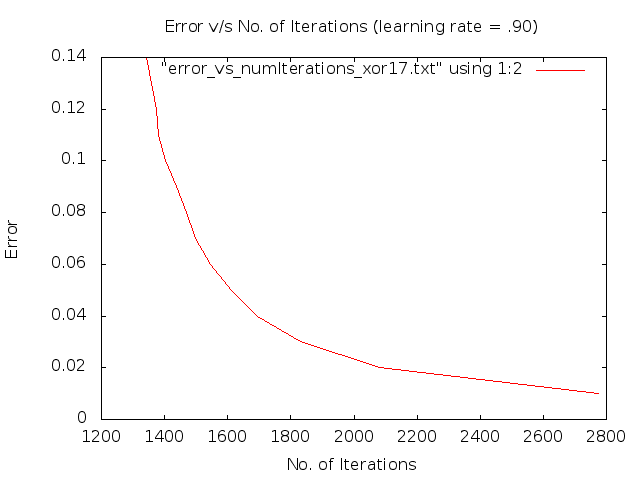 Error v/s No. of Iterations (learning rate = .90)
"error_vs_numIterations_xor17.txt" using 1:2
0.14
0.12
0.1
0.08
0.06
0.04
0.02
0
Error
1200 1400 1600 1800 2000 2200 2400 2600 2800
No. of Iterations